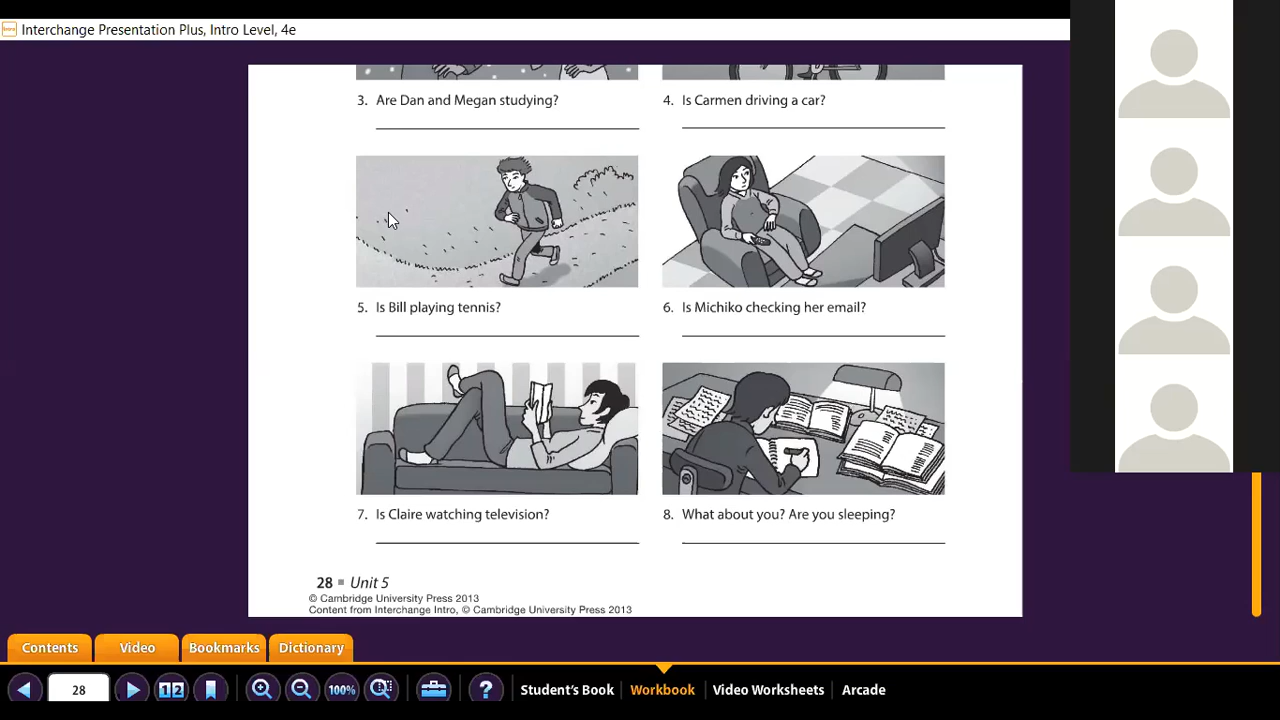 Interchange Presentation Plus, Intro Level, 4e
3. Are Dan and Megan studying?
4. Is Carmen driving a car?
5. Is Bill playing tennis?
6. Is Michiko checking her email?
7. Is Claire watching television?
8. What about you? Are you sleeping?
28 ■ Unit 5
© Cambridge University Press 2013
Content from Interchange Intro, © Cambridge University Press 2013
Contents Video Bookmarks Dictionary
28 12 100% ? Student's Book Workbook Video Worksheets Arcade